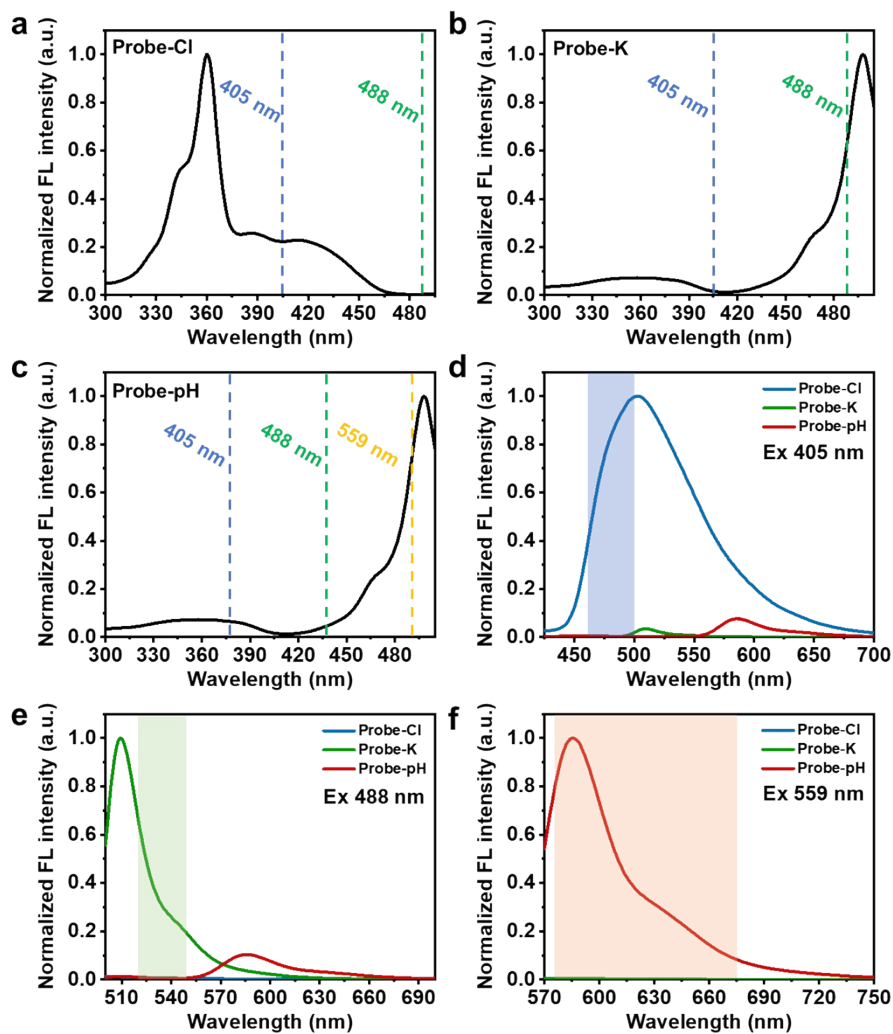 a
Probe-Cl
405 nm
488 nm
Normalized FL intensity (a.u.)
1.0
0.8
0.6
0.4
0.2
0.0
300 330 360 390 420 450 480
Wavelength (nm)
b
Probe-K
405 nm
488 nm
Normalized FL intensity (a.u.)
1.0
0.8
0.6
0.4
0.2
0.0
300 330 360 390 420 450 480
Wavelength (nm)
c
Probe-pH
405 nm
488 nm
559 nm
Normalized FL intensity (a.u.)
1.0
0.8
0.6
0.4
0.2
0.0
300 330 360 390 420 450 480
Wavelength (nm)
d
Probe-Cl
Probe-K
Probe-pH
Ex 405 nm
Normalized FL intensity (a.u.)
1.0
0.8
0.6
0.4
0.2
0.0
450 500 550 600 650 700
Wavelength (nm)
e
Probe-Cl
Probe-K
Probe-pH
Ex 488 nm
Normalized FL intensity (a.u.)
1.0
0.8
0.6
0.4
0.2
0.0
510 540 570 600 630 660 690
Wavelength (nm)
f
Probe-Cl
Probe-K
Probe-pH
Ex 559 nm
Normalized FL intensity (a.u.)
1.0
0.8
0.6
0.4
0.2
0.0
570 600 630 660 690 720 750
Wavelength (nm)